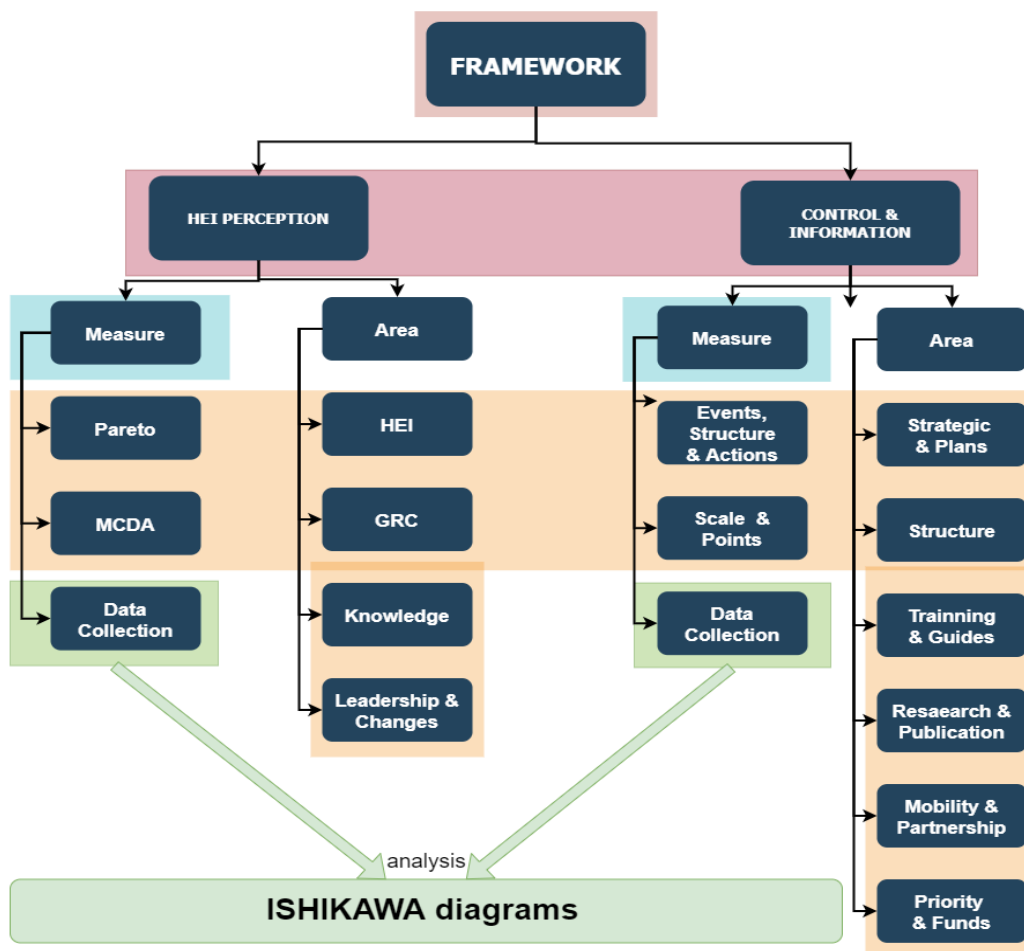 FRAMEWORK
HEI PERCEPTION
CONTROL &
INFORMATION
Measure
Area
Measure
Area
Pareto
HEI
Events,
Structure
& Actions
Strategic
& Plans
MCDA
GRC
Scale &
Points
Structure
Data
Collection
Knowledge
Data
Collection
Trainning
& Guides
Leadership &
Changes
Resaearch &
Publication
Mobility &
Partnership
analysis
ISHIKAWA diagrams
Priority
& Funds